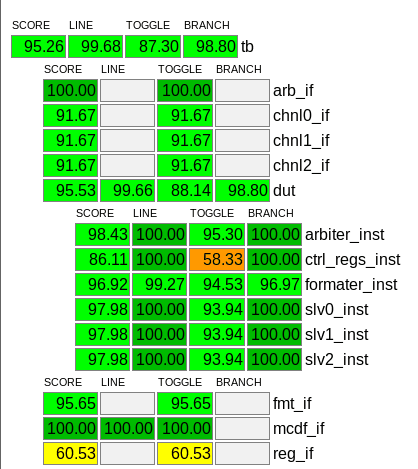 SCORE LINE TOGGLE BRANCH
95.26 99.68 87.30 98.80 tb
SCORE LINE TOGGLE BRANCH
100.00 100.00 arb_if
91.67 91.67 chnl0_if
91.67 91.67 chnl1_if
91.67 91.67 chnl2_if
95.53 99.66 88.14 98.80 dut
SCORE LINE TOGGLE BRANCH
98.43 100.00 95.30 100.00 arbiter_inst
86.11 100.00 58.33 100.00 ctrl_regs_inst
96.92 99.27 94.53 96.97 formater_inst
97.98 100.00 93.94 100.00 slv0_inst
97.98 100.00 93.94 100.00 slv1_inst
97.98 100.00 93.94 100.00 slv2_inst
SCORE LINE TOGGLE BRANCH
95.65 95.65 fmt_if
100.00 100.00 100.00 mcdf_if
60.53 60.53 reg_if